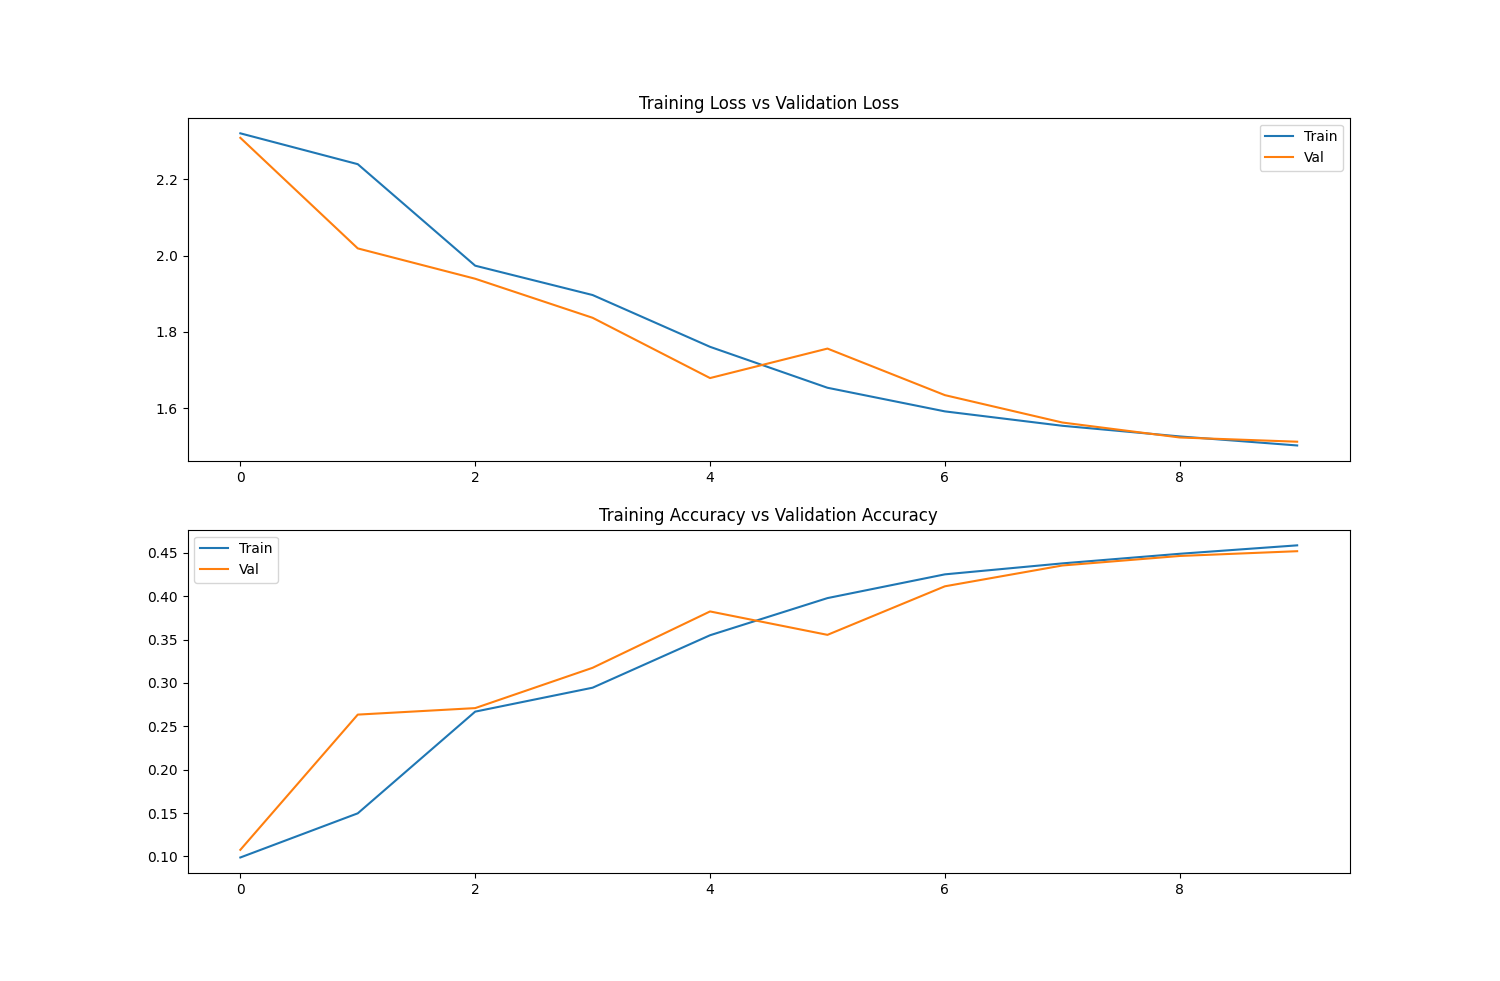 Training Loss vs Validation Loss
Train
Val
2.2
2.0
1.8
1.6
0 2 4 6 8
Training Accuracy vs Validation Accuracy
Train
Val
0.45
0.40
0.35
0.30
0.25
0.20
0.15
0.10
0 2 4 6 8